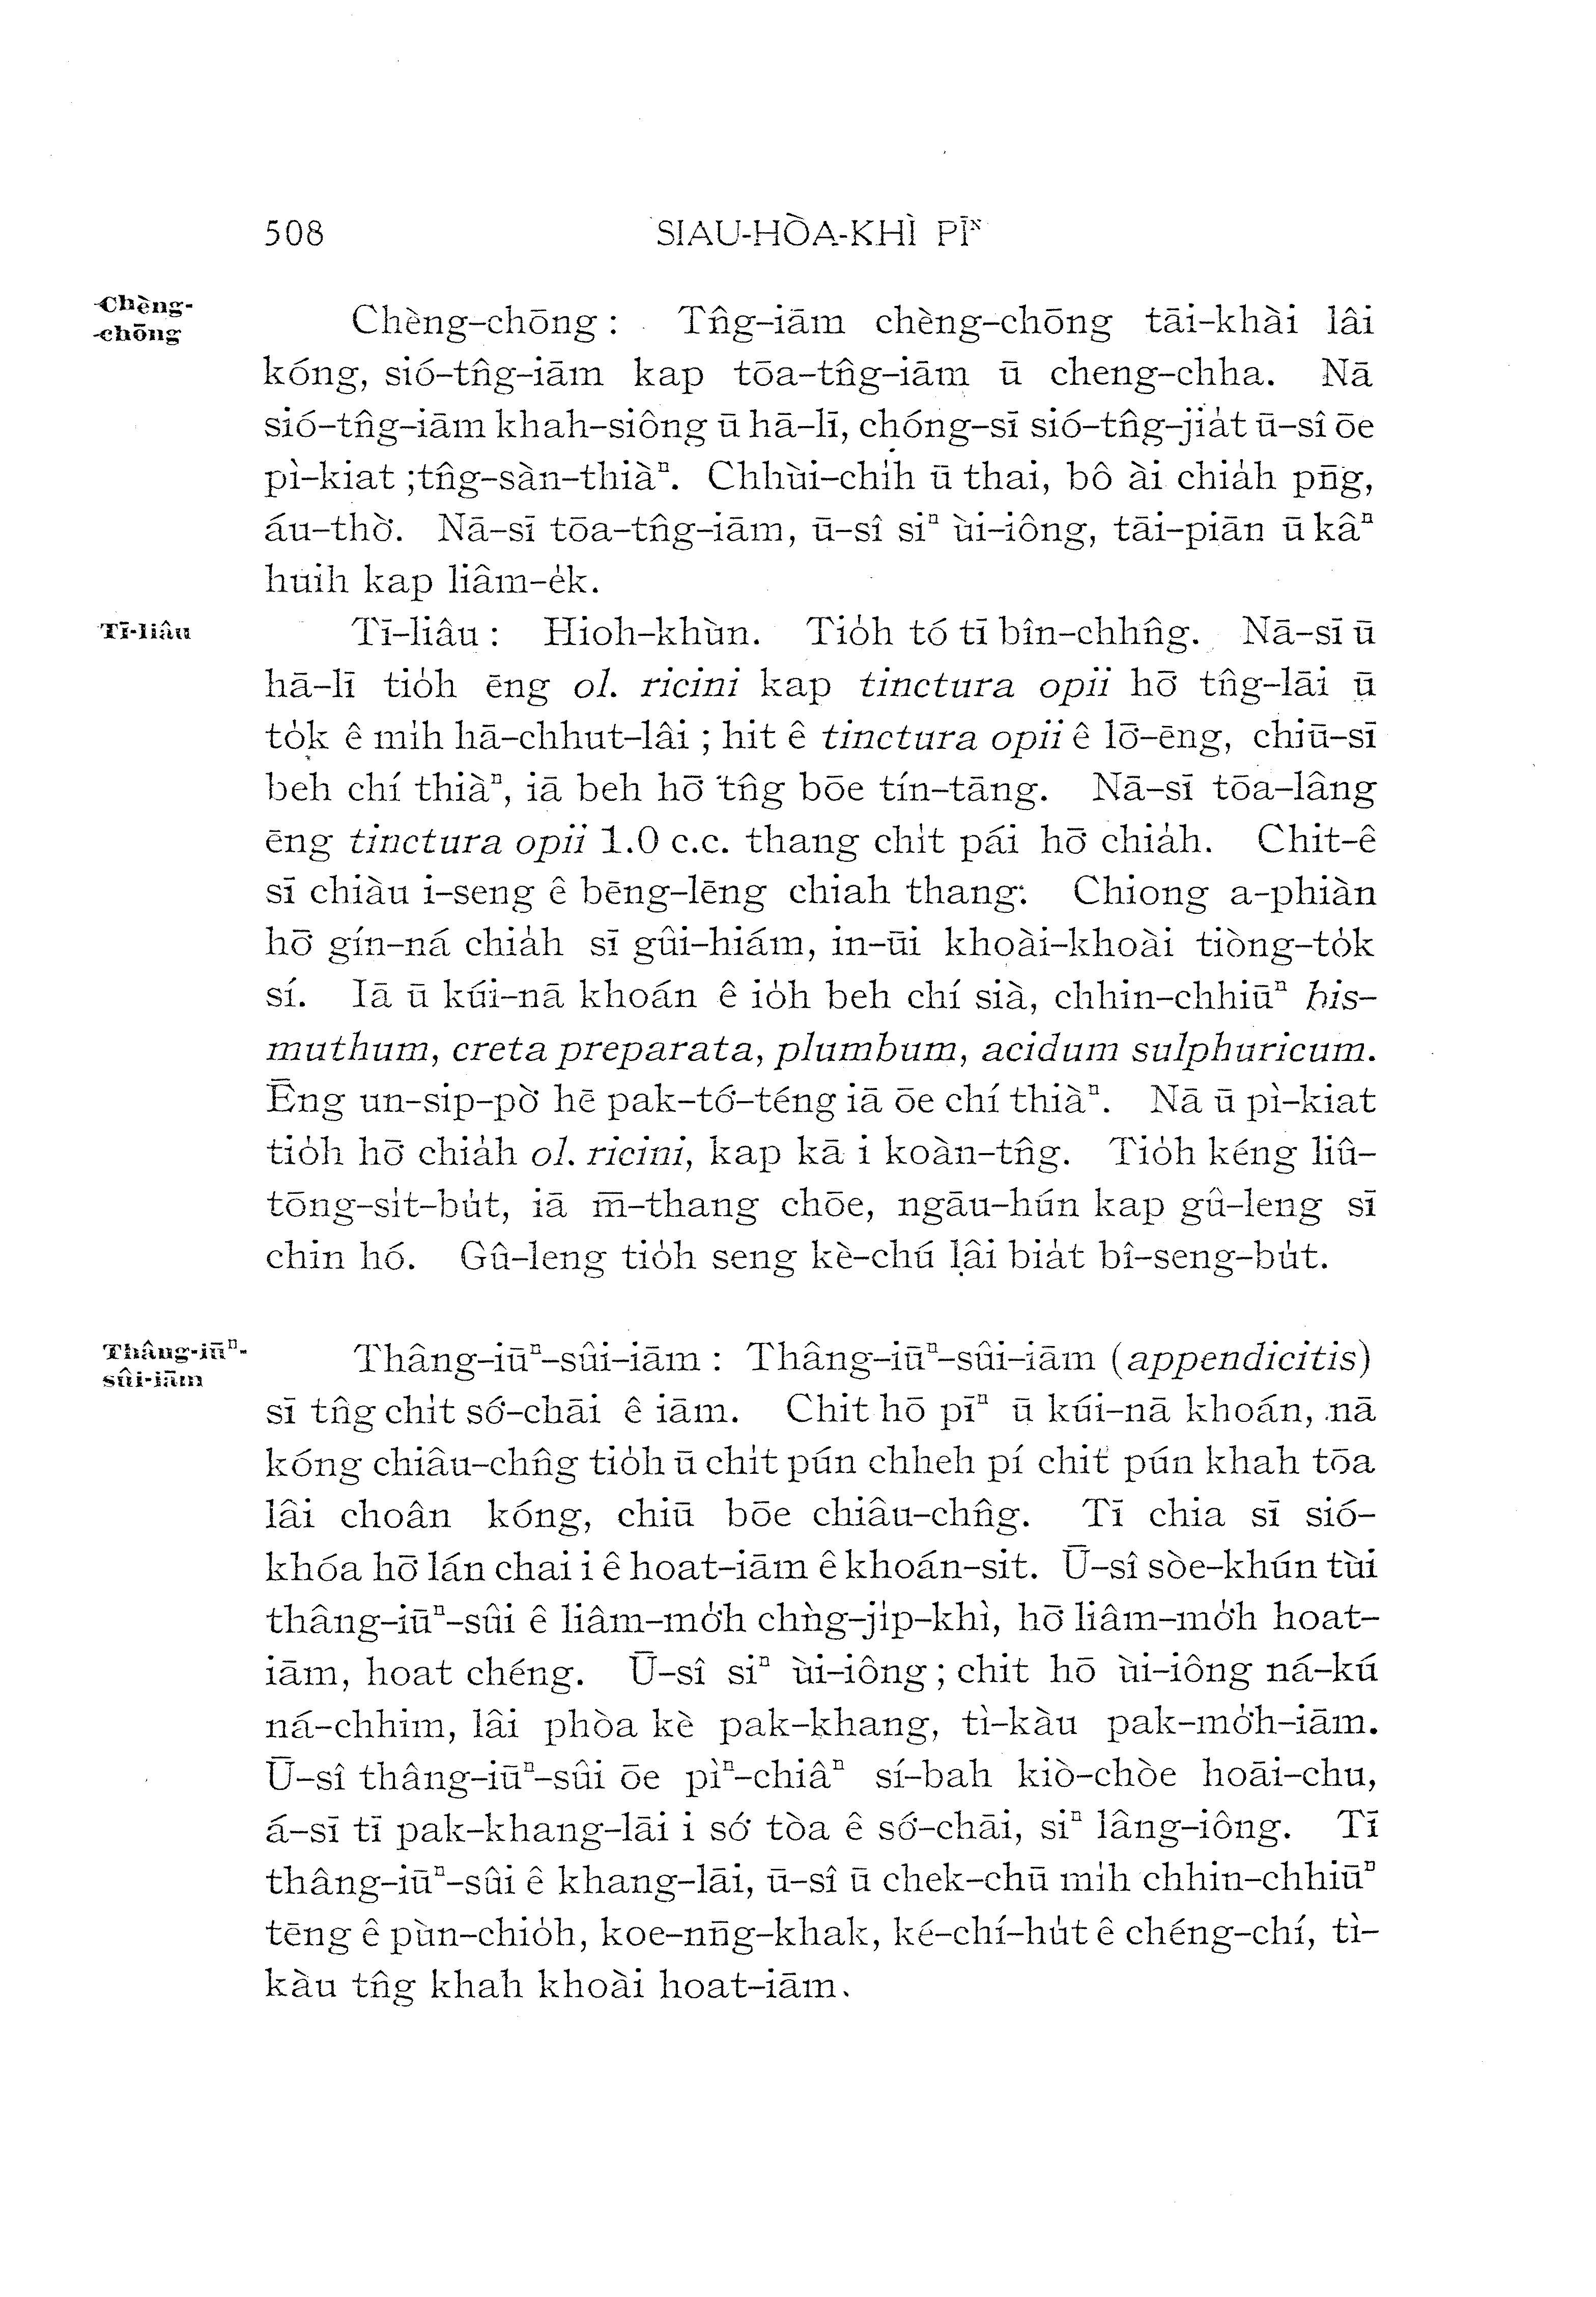 508 SIAU-HÒA-KHÌ PĪᴺ
Chèng-
-chōng
Chèng-chōng : Tn̂g-iām chèng-chōng tāi-khài lâi
kóng, sió-tn̂g-iām kap tōa-tn̂g-iām ū cheng-chha. Nā
sió-tn̂g-iām khah-siông ū hā-lī, chóng-sī sió-tn̂g-jia̍t ū-sî ōe
pì-kiat ;tn̂g-sàn-thiàⁿ. Chhùi-chi̍h ū thai, bô ài chia̍h pn̄g,
áu-thò͘. Nā-sī tōa-tn̂g-iām, ū-sî siⁿ ùi-iông, tāi-piān ū kâⁿ
huih kap liâm-e̍k.
Tī-liâu
Tī-liâu : Hioh-khùn. Tio̍h tó tī bîn-chhn̂g. Nā-sī ū
hā-lī tio̍h ēng ol. ricini kap tinctura opii hō͘ tn̂g-lāi ū
to̍k ê mi̍h hā-chhut-lâi ; hit ê tinctura opii ê lō͘-ēng, chiū-sī
beh chí thiàⁿ, iā beh hō͘ tn̂g bōe tín-tāng. Nā-sī tōa-lâng
ēng tinctura opii 1.0 c.c. thang chi̍t pái hō͘ chia̍h. Chit-ê
sī chiàu i-seng ê bēng-lēng chiah thang. Chiong a-phiàn
hō͘ gín-ná chia̍h sī gûi-hiám, in-ūi khoài-khoài tiòng-to̍k
sí. Iā ū kúi-nā khoán ê io̍h beh chí sià, chhin-chhiūⁿ bis-
muthum, creta preparata, plumbum, acidum sulphuricum.
Ēng un-sip-pò͘ hē pak-tó͘-téng iā ōe chí thiàⁿ. Nā ū pì-kiat
tio̍h hō͘ chia̍h ol. ricini, kap kā i koàn-tn̂g. Tio̍h kéng liû-
tōng-si̍t-bu̍t, iā m̄-thang chōe, ngāu-hún kap gû-leng sī
chin hó. Gû-leng tio̍h seng kè-chú lâi bia̍t bî-seng-bu̍t.
Thâng-iūⁿ-
sûi-iām
Thâng-iūⁿ-sûi-iām : Thâng-iūⁿ-sûi-iām (appendicitis)
sī tn̂g chi̍t só͘-chāi ê iām. Chit hō pīⁿ ū kúi-nā khoán, nā
kóng chiâu-chn̂g tio̍h ū chi̍t pún chheh pí chit pún khah tōa
lâi choân kóng, chiū bōe chiâu-chn̂g. Tī chia sī sió-
khóa hō͘ lán chai i ê hoat-iām ê khoán-sit. Ū-sî sòe-khún tùi
thâng-iūⁿ-sûi ê liâm-mo̍͘h chǹg-ji̍p-khì, hō͘ liâm-mo̍͘h hoat-
iām, hoat chéng. Ū-sî siⁿ ùi-iông ; chit hō ùi-iông ná-kú
ná-chhim, lâi phòa kè pak-khang, tì-kàu pak-mo̍͘h-iām.
Ū-sî thâng-iūⁿ-sûi ōe pìⁿ-chiâⁿ sí-bah kiò-chòe hoāi-chu,
á-sī tī pak-khang-lāi i só͘ tòa ê só͘-chāi, siⁿ lâng-iông. Tī
thâng-iūⁿ-sûi ê khang-lāi, ū-sî ū chek-chū mi̍h chhin-chhiūⁿ
tēng ê pùn-chio̍h, koe-nn̄g-khak, ké-chí-hu̍t ê chéng-chí, tì-
kàu tn̂g khah khoài hoat-iām.